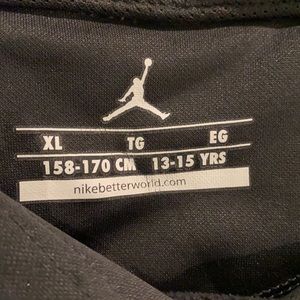 XL TG EG
158-170 CM 13-15 YRS
nikebetterworld.com